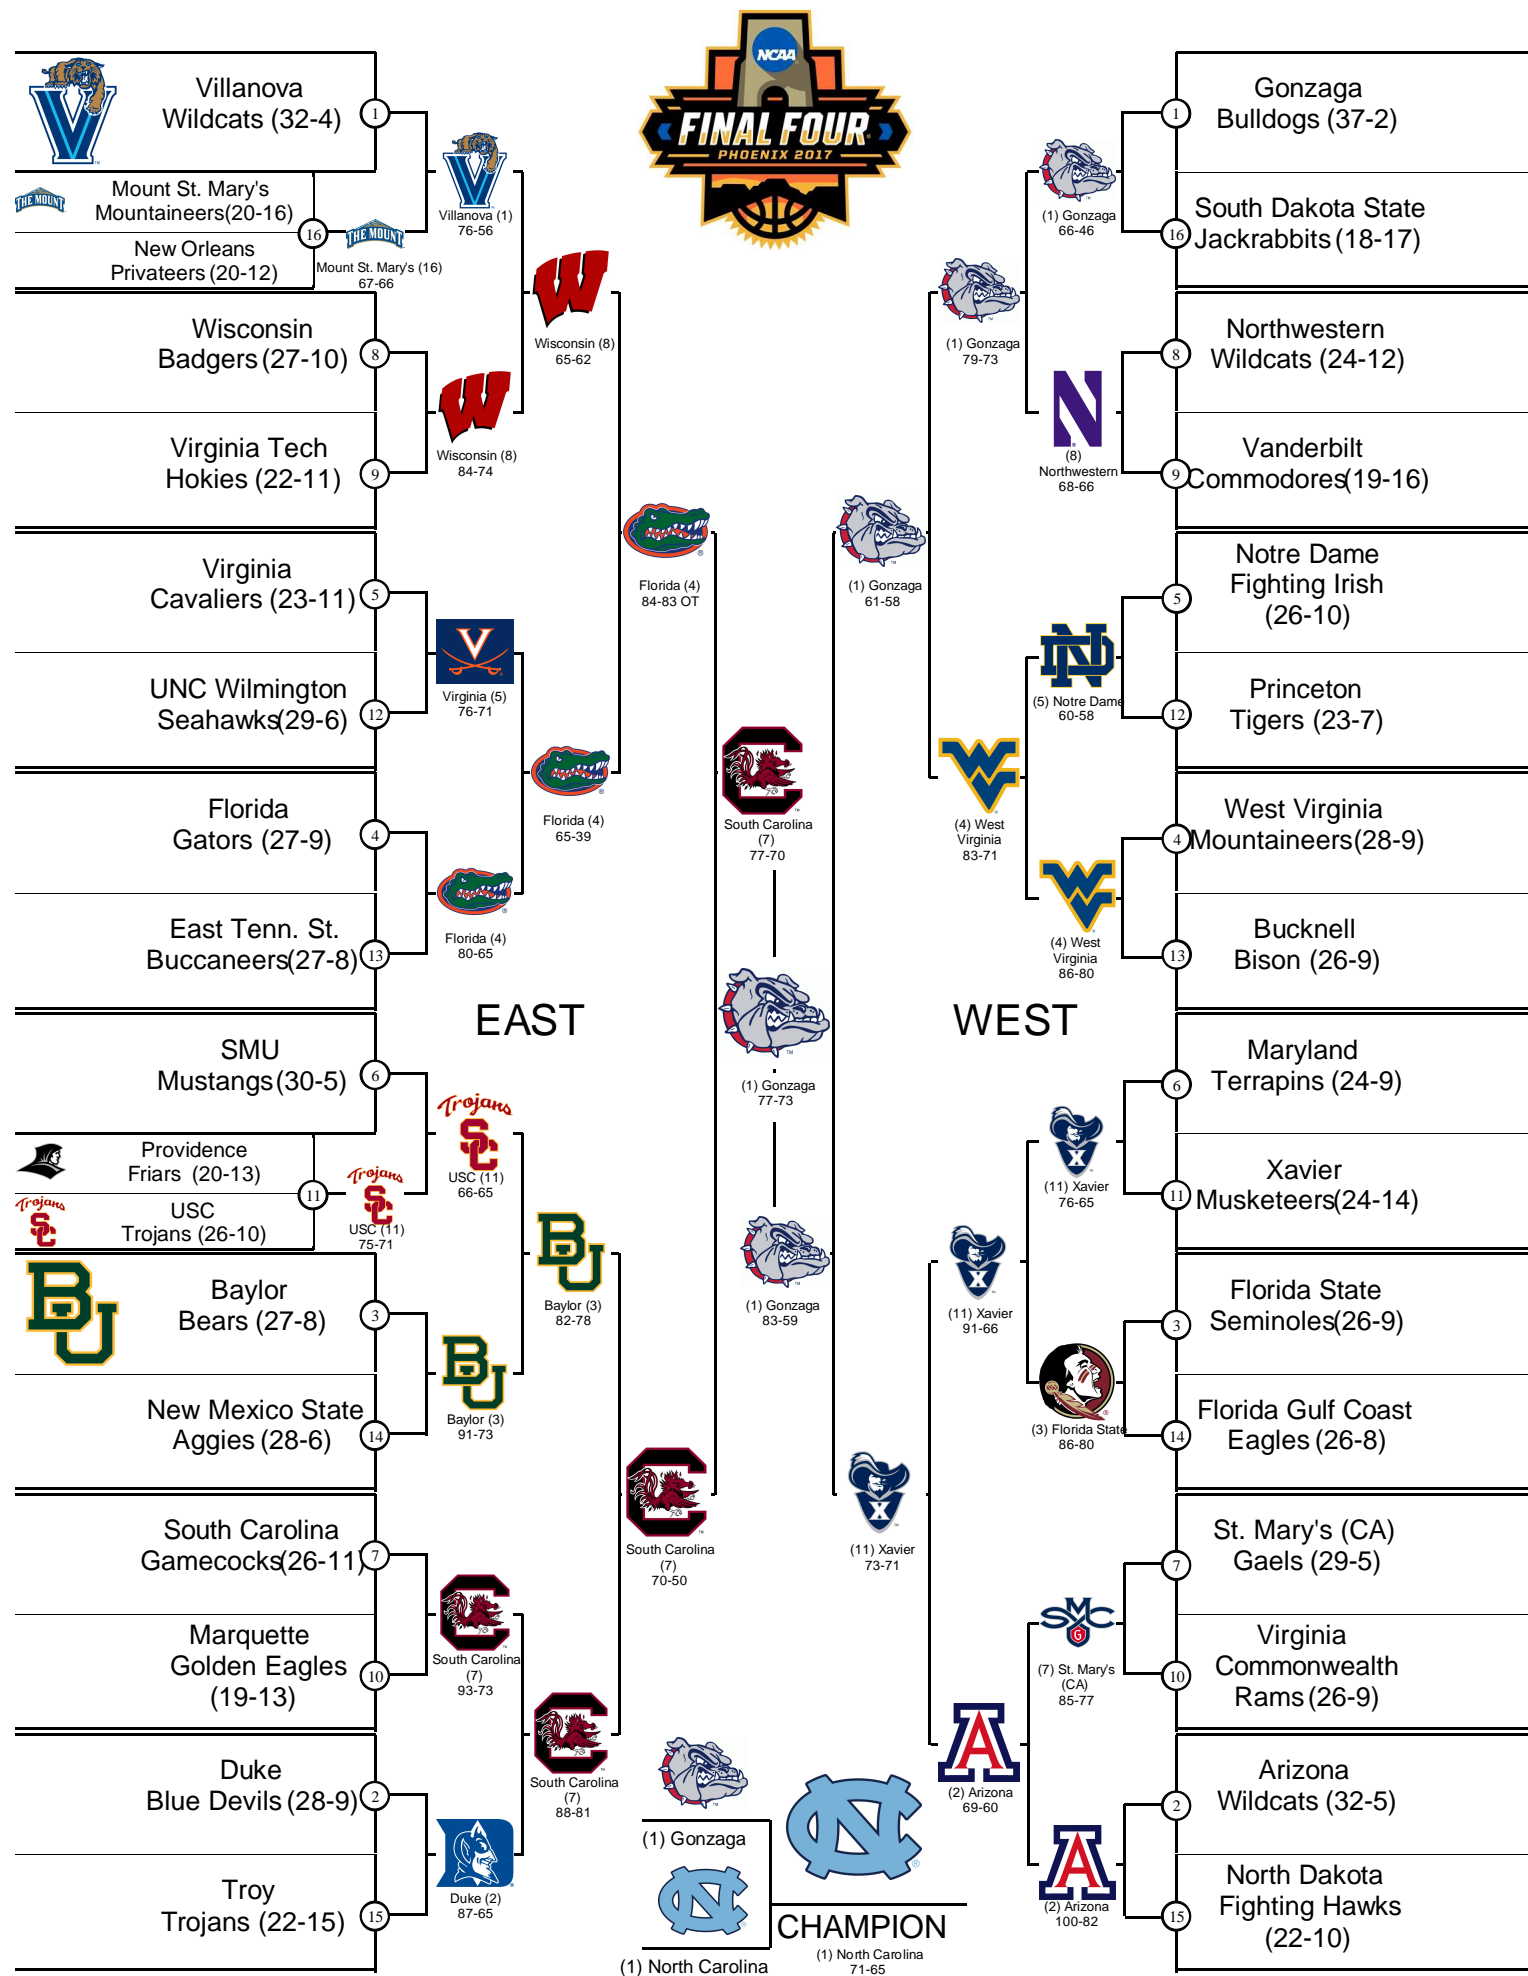 NCAA
FINAL FOUR
PHOENIX 2017
Villanova
Wildcats (32-4)
1
THE MOUNT
Mount St. Mary's
Mountaineers(20-16)
New Orleans
Privateers (20-12)
16
THE MOUNT
Mount St. Mary's (16)
67-66
Villanova (1)
76-56
Wisconsin
Badgers (27-10)
8
Virginia Tech
Hokies (22-11)
9
Wisconsin (8)
84-74
Wisconsin (8)
65-62
Virginia
Cavaliers (23-11)
5
UNC Wilmington
Seahawks(29-6)
12
Virginia (5)
76-71
Florida
Gators (27-9)
4
East Tenn. St.
Buccaneers(27-8)
13
Florida (4)
80-65
Florida (4)
65-39
Florida (4)
84-83 OT
EAST
SMU
Mustangs (30-5)
6
Providence
Friars (20-13)
Trojans
SC
USC
Trojans (26-10)
11
Trojans
SC
USC (11)
75-71
Trojans
SC
USC (11)
66-65
BU
Baylor
Bears (27-8)
3
New Mexico State
Aggies (28-6)
14
BU
Baylor (3)
91-73
BU
Baylor (3)
82-78
South Carolina
Gamecocks(26-11)
7
Marquette
Golden Eagles
(19-13)
10
South Carolina
(7)
93-73
Duke
Blue Devils (28-9)
2
Troy
Trojans (22-15)
15
Duke (2)
87-65
South Carolina
(7)
88-81
South Carolina
(7)
70-50
South Carolina
(7)
77-70
(1) Gonzaga
77-73
(1) Gonzaga
83-59
(1) Gonzaga
61-58
Gonzaga
Bulldogs (37-2)
1
South Dakota State
Jackrabbits (18-17)
16
(1) Gonzaga
66-46
(1) Gonzaga
79-73
Northwestern
Wildcats (24-12)
8
Vanderbilt
Commodores(19-16)
9
N
(8)
Northwestern
68-66
Notre Dame
Fighting Irish
(26-10)
5
Princeton
Tigers (23-7)
12
ND
(5) Notre Dame
60-58
West Virginia
Mountaineers(28-9)
4
Bucknell
Bison (26-9)
13
(4) West
Virginia
86-80
(4) West
Virginia
83-71
WEST
Maryland
Terrapins (24-9)
6
Xavier
Musketeers(24-14)
11
X
(11) Xavier
76-65
X
(11) Xavier
91-66
Florida State
Seminoles(26-9)
3
Florida Gulf Coast
Eagles (26-8)
14
(3) Florida State
86-80
X
(11) Xavier
73-71
St. Mary's (CA)
Gaels (29-5)
7
Virginia
Commonwealth
Rams (26-9)
10
SMC
G
(7) St. Mary's
(CA)
85-77
Arizona
Wildcats (32-5)
2
North Dakota
Fighting Hawks
(22-10)
15
A
(2) Arizona
100-82
A
(2) Arizona
69-60
(1) Gonzaga
NC
(1) North Carolina
NC
CHAMPION
(1) North Carolina
71-65